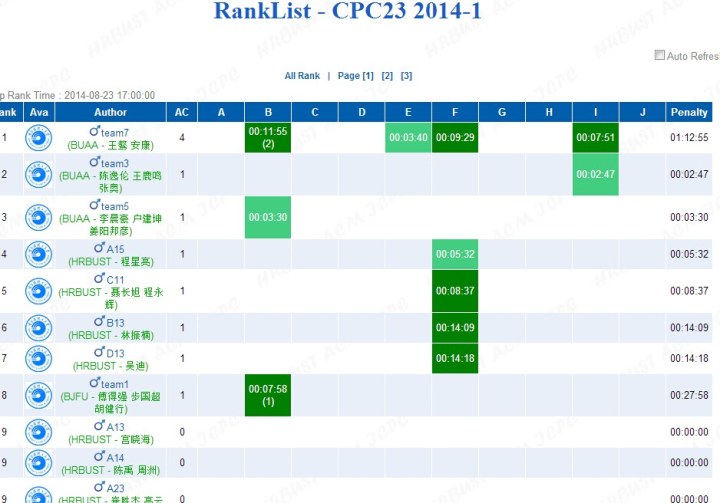 RankList - CPC23 2014-1
Auto Refres
All Rank | Page [1] [2] [3]
p Rank Time : 2014-08-23 17:00:00
ank Ava Author AC A B C D E F G H I J Penalty
1 team7 4 00:11:55 00:03:40 00:09:29 00:07:51 01:12:55
(BUAA - 王懿 安康) (2)
2 team3 1 00:02:47 00:02:47
(BUAA - 陈逸伦 王鹿鸣
张奥)
3 team5 1 00:03:30 00:03:30
(BUAA - 李晨豪 户建坤
姜阳邦彦)
4 A15 1 00:05:32 00:05:32
(HRBUST - 程星亮)
5 C11 1 00:08:37 00:08:37
(HRBUST - 聂长旭 程永
辉)
6 B13 1 00:14:09 00:14:09
(HRBUST - 林振楠)
7 D13 1 00:14:18 00:14:18
(HRBUST - 吴迪)
8 team1 1 00:07:58 00:27:58
(BJFU - 傅得强 步国超 (1)
胡健行)
9 A13 0 00:00:00
(HRBUST - 宫晓海)
9 A14 0 00:00:00
(HRBUST - 陈禹 周洲)
9 A23 0 00:00:00
(HRBUST -